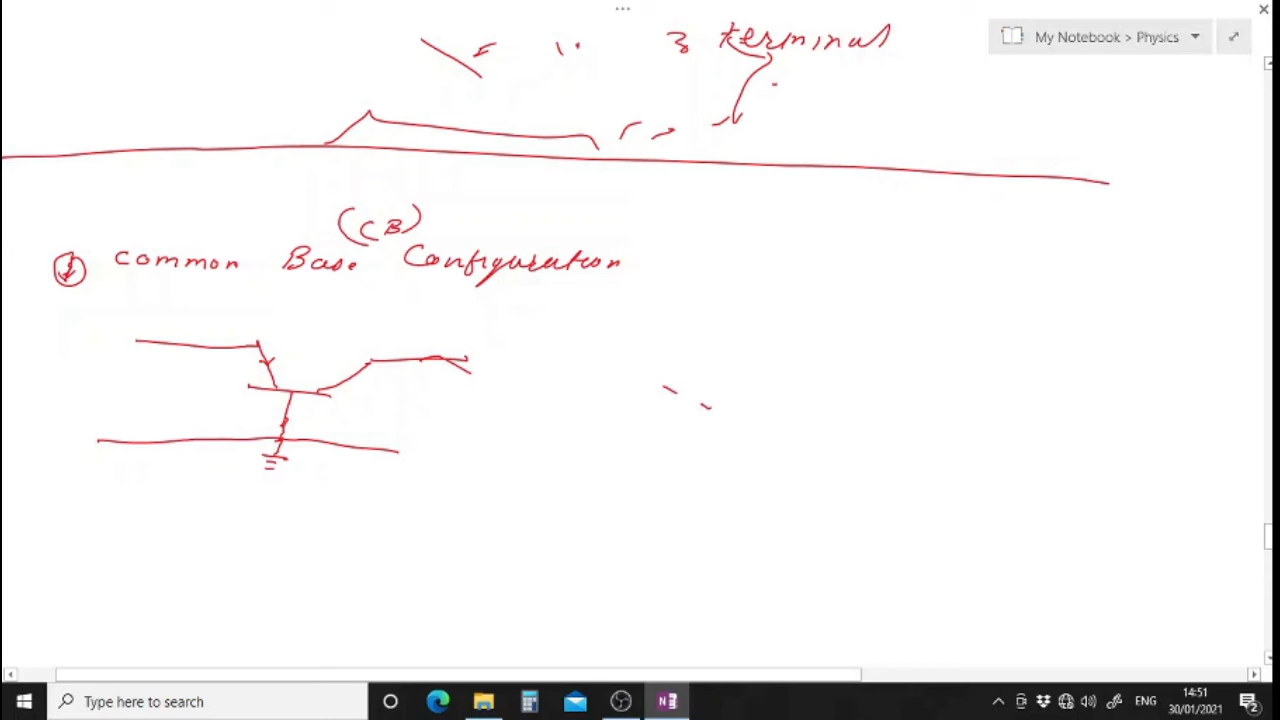 3 terminal
My Notebook > Physics
(CB)
1 Common Base Configuration
Type here to search
ENG
14:51
30/01/2021
2